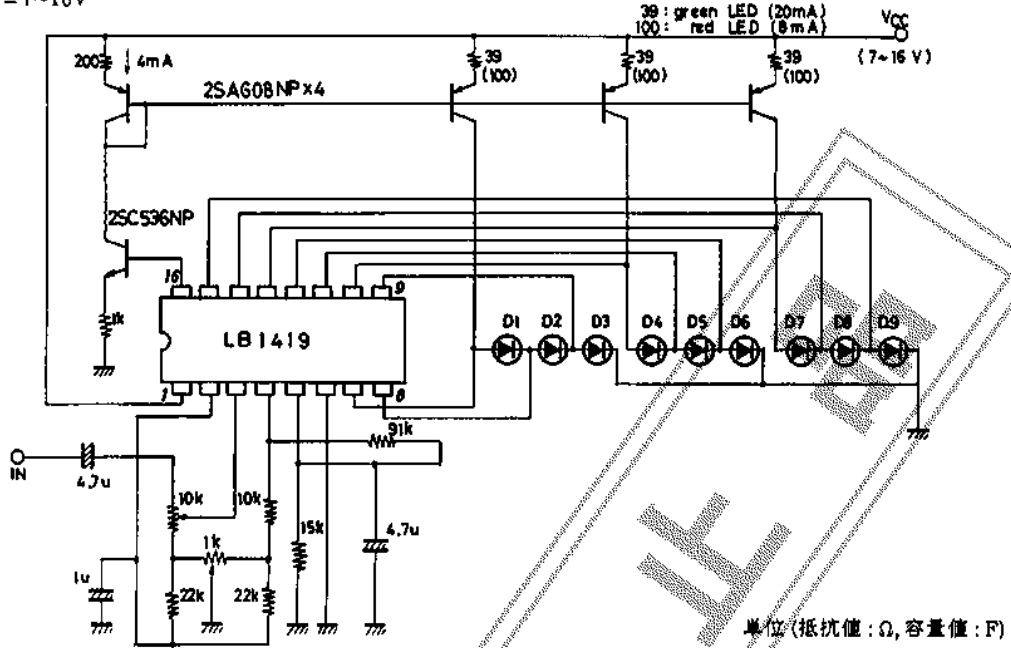 =7~16V
39 : green LED (20mA)
100 : red LED (8mA)
Vcc
(7~16 V)
200
4mA
2SA608NP×4
39
(100)
39
(100)
39
(100)
2SC536NP
1k
16
9
LB1419
1
8
D1
D2
D3
D4
D5
D6
D7
D8
D9
IN
4.7u
91k
10k
10k
1k
15k
4.7u
1u
22k
22k
単位 (抵抗値 : Ω, 容量値 : F)